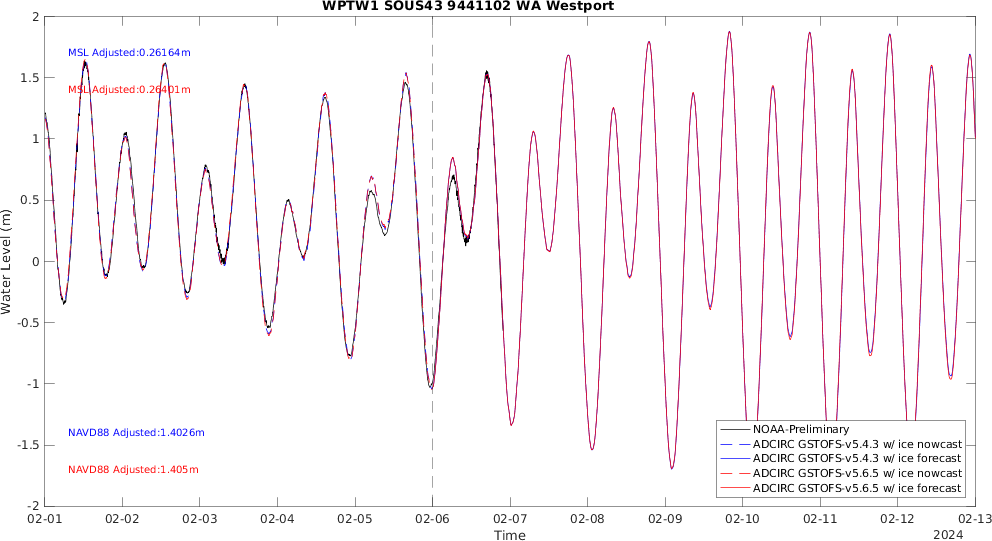 WPTW1 SOUS43 9441102 WA Westport
2
1.5
1
0.5
0
-0.5
-1
-1.5
-2
Water Level (m)
MSL Adjusted:0.26164m
MSL Adjusted:0.26401m
NAVD88 Adjusted:1.4026m
NAVD88 Adjusted:1.405m
NOAA-Preliminary
ADCIRC GSTOFS-v5.4.3 w/ ice nowcast
ADCIRC GSTOFS-v5.4.3 w/ ice forecast
ADCIRC GSTOFS-v5.6.5 w/ ice nowcast
ADCIRC GSTOFS-v5.6.5 w/ ice forecast
02-01 02-02 02-03 02-04 02-05 02-06 02-07 02-08 02-09 02-10 02-11 02-12 02-13
Time
2024